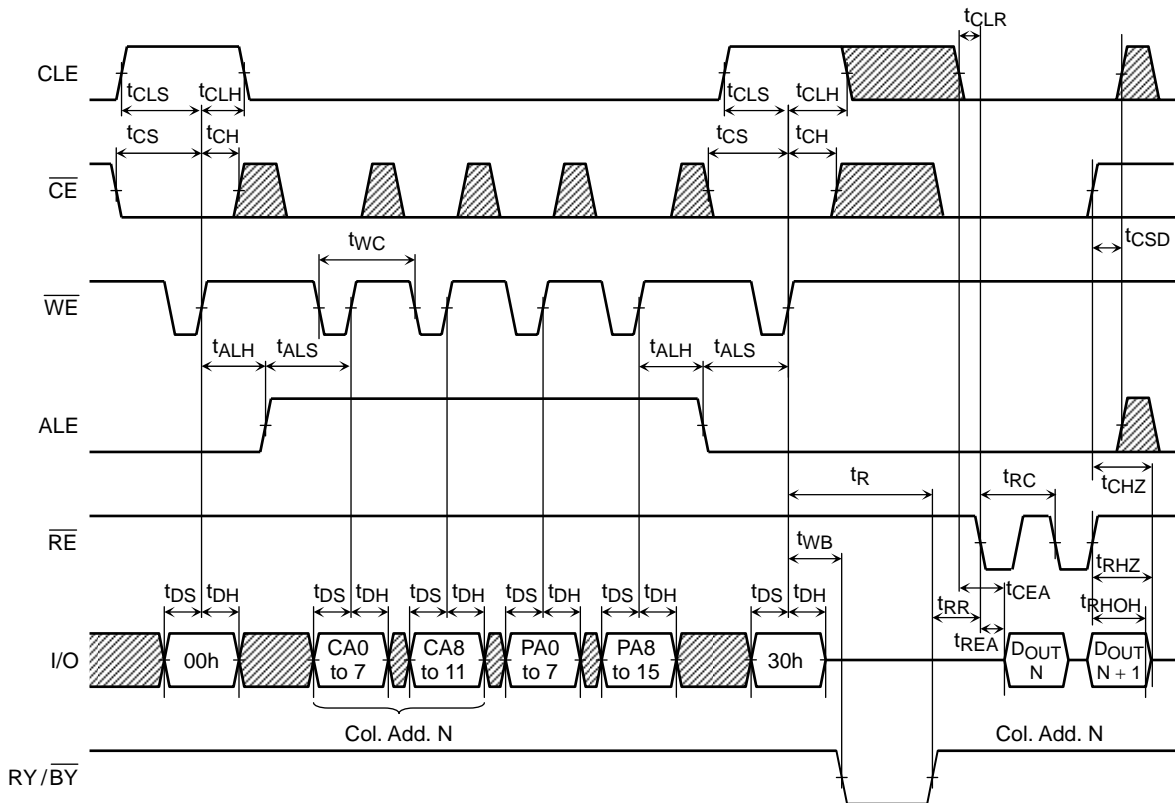 tCLR
CLE
tCLS tCLH tCLS tCLH
tCS tCH tCS tCH
CE
tCSD
tWC
WE
tALH tALS tALH tALS
ALE
tR tRC tCHZ
RE
tWB
tDS tDH tDS tDH tDS tDH tDS tDH tDS tDH tDS tDH tRR tCEA tRHZ
tREA tRHOH
I/O 00h CA0 to 7 CA8 to 11 PA0 to 7 PA8 to 15 30h DOUT N DOUT N + 1
Col. Add. N Col. Add. N
RY/BY